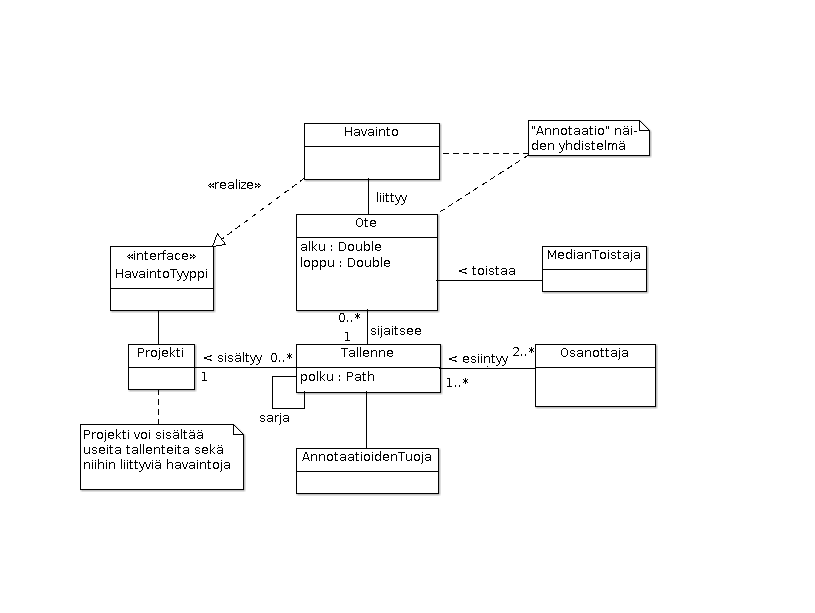 Havainto
"Annotaatio" näi-
den yhdistelmä
«realize»
liittyy
Ote
alku : Double
loppu : Double
«interface»
HavaintoTyyppi
MedianToistaja
< toistaa
0..*
1
sijaitsee
Projekti
< sisältyy 0..*
1
Tallenne
polku : Path
sarja
< esiintyy 2..*
1..*
Osanottaja
Projekti voi sisältää
useita tallenteita sekä
niihin liittyviä havaintoja
AnnotaatioidenTuoja